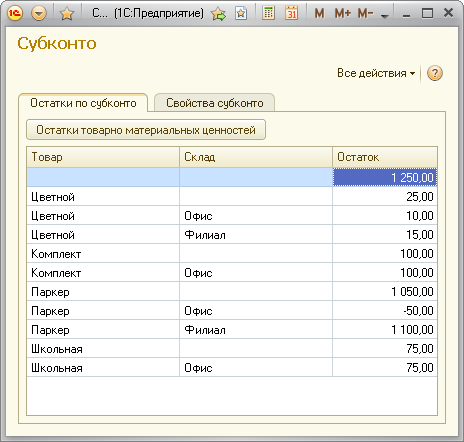 С... (1С:Предприятие) 31 M M+ M-
Субконто
Все действия ?
Остатки по субконто Свойства субконто
Остатки товарно материальных ценностей
Товар Склад Остаток
1 250,00
Цветной 25,00
Цветной Офис 10,00
Цветной Филиал 15,00
Комплект 100,00
Комплект Офис 100,00
Паркер 1 050,00
Паркер Офис -50,00
Паркер Филиал 1 100,00
Школьная 75,00
Школьная Офис 75,00